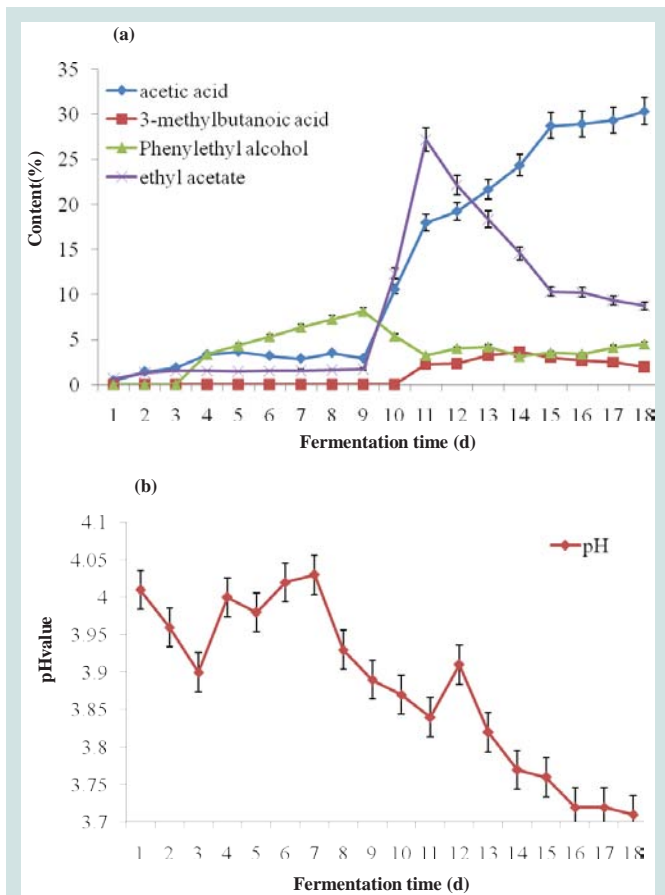 (a)
35
30
25
20
15
10
5
0
Content(%)
acetic acid
3-methylbutanoic acid
Phenylethyl alcohol
ethyl acetate
1 2 3 4 5 6 7 8 9 10 11 12 13 14 15 16 17 18
Fermentation time (d)
(b)
4.1
4.05
4
3.95
3.9
3.85
3.8
3.75
3.7
pHvalue
pH
1 2 3 4 5 6 7 8 9 10 11 12 13 14 15 16 17 18
Fermentation time (d)